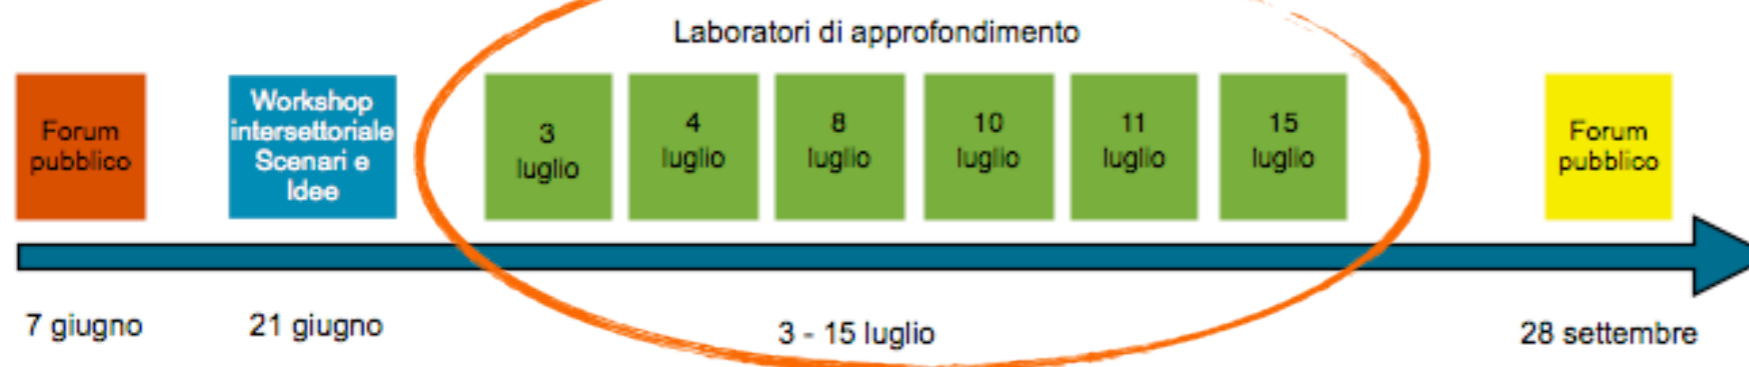 Laboratori di approfondimento
Forum
pubblico
Workshop
intersettoriale
Scenari e
Idee
3
luglio
4
luglio
8
luglio
10
luglio
11
luglio
15
luglio
Forum
pubblico
7 giugno
21 giugno
3 - 15 luglio
28 settembre